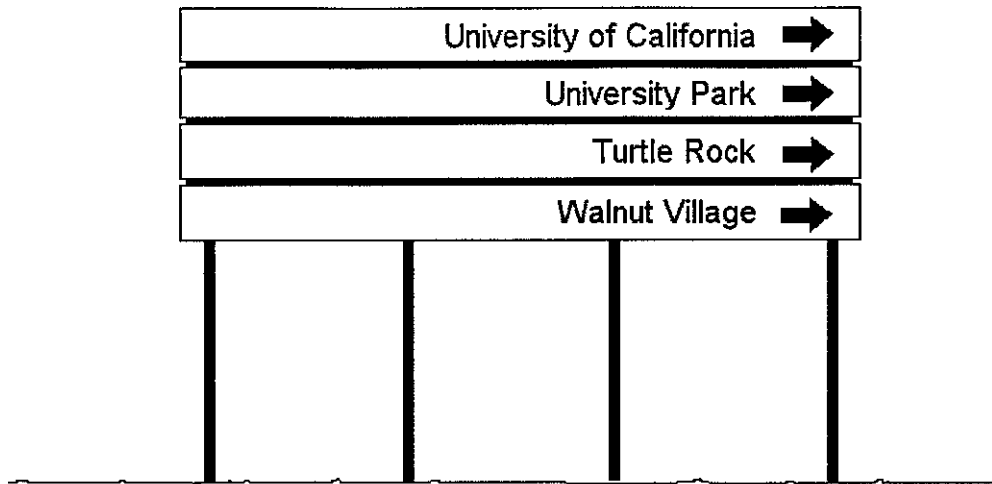 University of California
University Park
Turtle Rock
Walnut Village